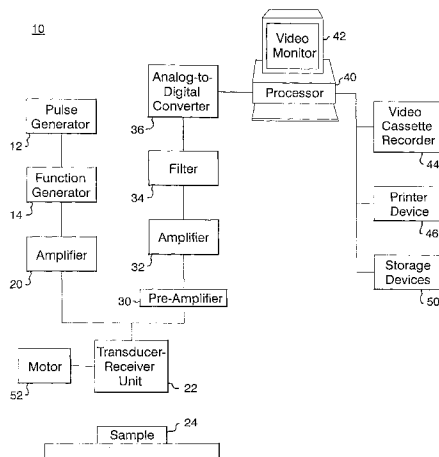 10
Video
Monitor
42
Analog-to-
Digital
Converter
40
Processor
Pulse
Generator
36
Video
Cassette
Recorder
12
44
Function
Generator
Filter
14
34
Printer
Device
46
Amplifier
Amplifier
20
32
Storage
Devices
50
30
Pre-Amplifier
Motor
Transducer-
Receiver
Unit
52
22
24
Sample